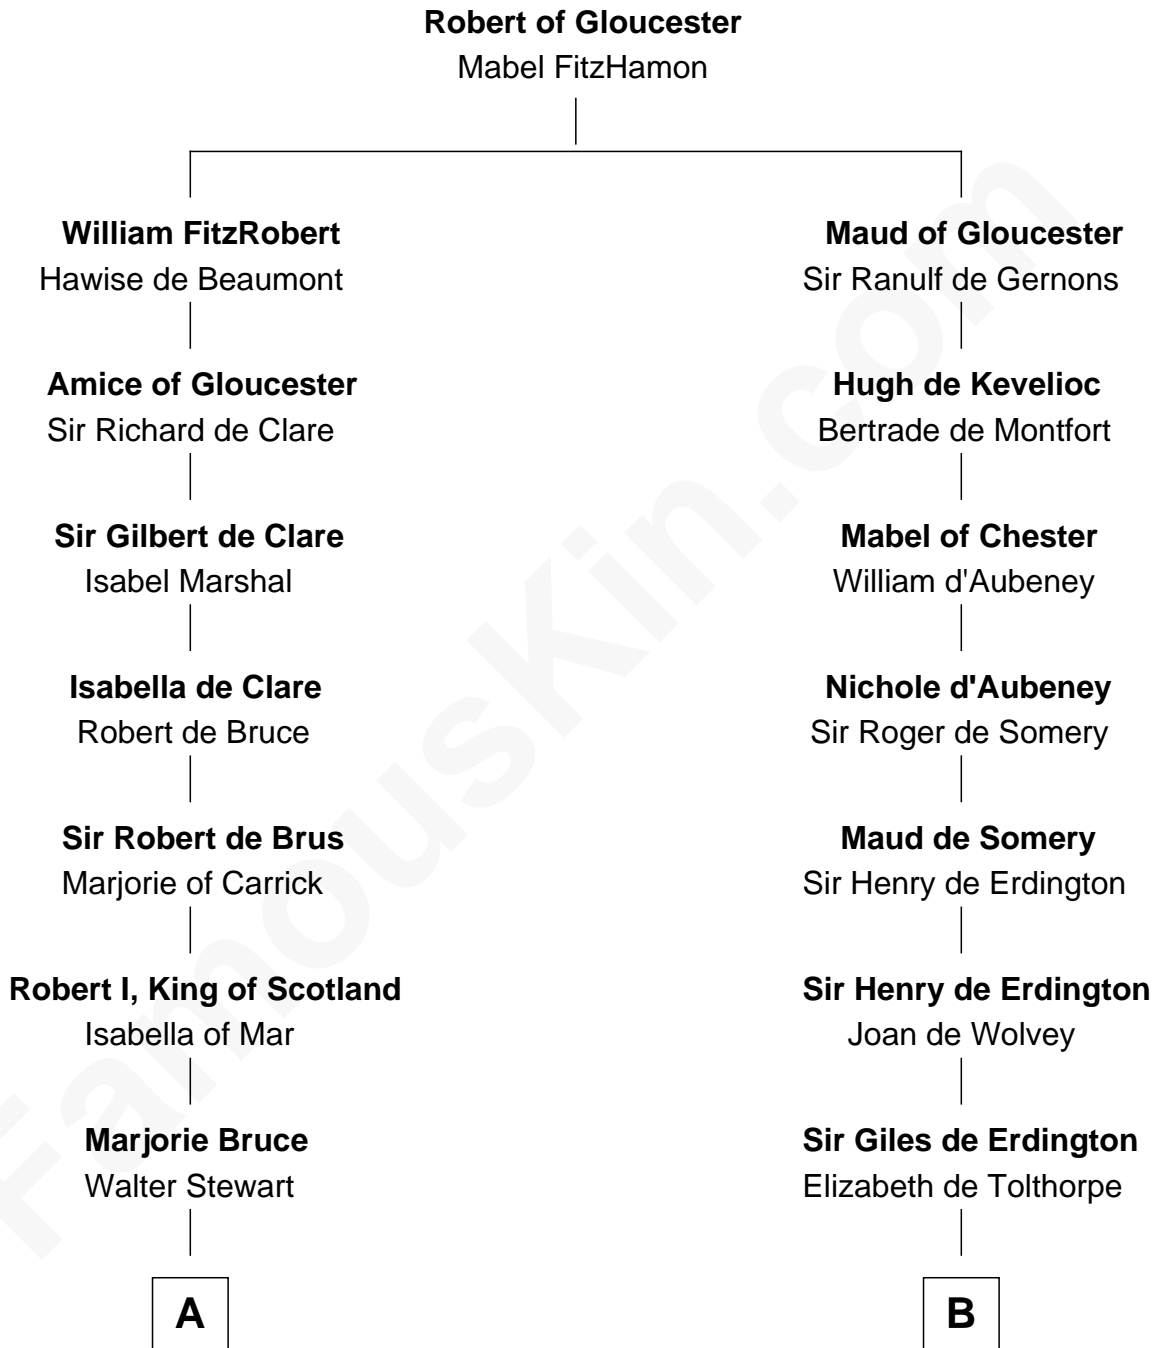 Robert of Gloucester
Mabel FitzHamon
William FitzRobert
Hawise de Beaumont
Amice of Gloucester
Sir Richard de Clare
Sir Gilbert de Clare
Isabel Marshal
Isabella de Clare
Robert de Bruce
Sir Robert de Brus
Marjorie of Carrick
Robert I, King of Scotland
Isabella of Mar
Marjorie Bruce
Walter Stewart
A
Maud of Gloucester
Sir Ranulf de Gernons
Hugh de Kevelioc
Bertrade de Montfort
Mabel of Chester
William d'Aubeney
Nichole d'Aubeney
Sir Roger de Somery
Maud de Somery
Sir Henry de Erdington
Sir Henry de Erdington
Joan de Wolvey
Sir Giles de Erdington
Elizabeth de Tolthorpe
B
FamousKin.com